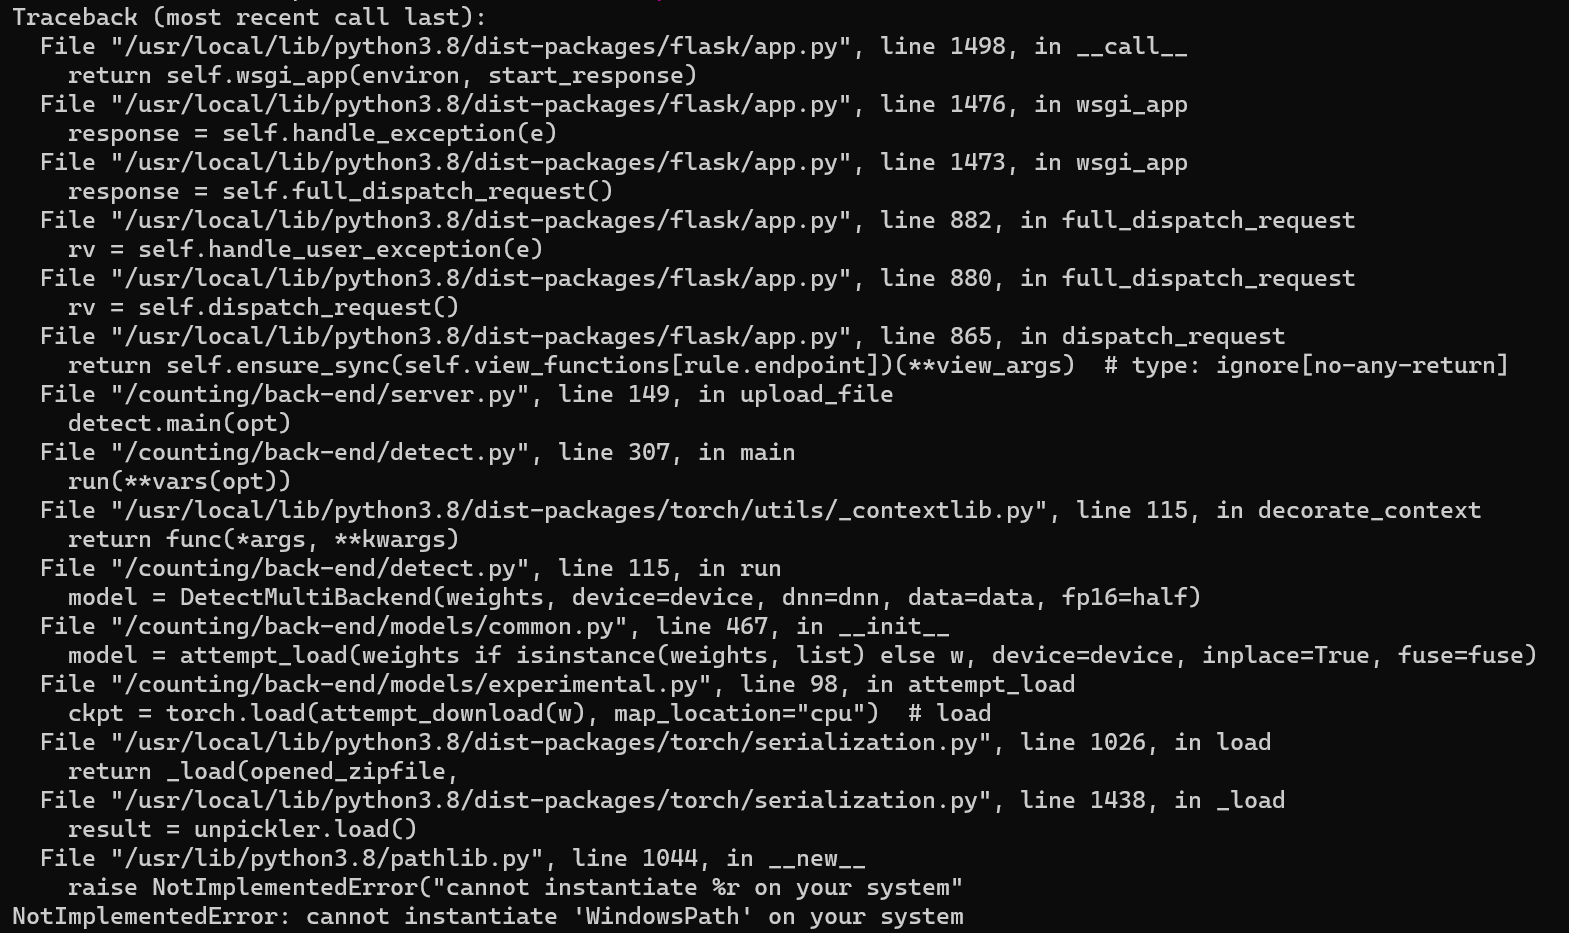 Traceback (most recent call last):
  File "/usr/local/lib/python3.8/dist-packages/flask/app.py", line 1498, in __call__
    return self.wsgi_app(environ, start_response)
  File "/usr/local/lib/python3.8/dist-packages/flask/app.py", line 1476, in wsgi_app
    response = self.handle_exception(e)
  File "/usr/local/lib/python3.8/dist-packages/flask/app.py", line 1473, in wsgi_app
    response = self.full_dispatch_request()
  File "/usr/local/lib/python3.8/dist-packages/flask/app.py", line 882, in full_dispatch_request
    rv = self.handle_user_exception(e)
  File "/usr/local/lib/python3.8/dist-packages/flask/app.py", line 880, in full_dispatch_request
    rv = self.dispatch_request()
  File "/usr/local/lib/python3.8/dist-packages/flask/app.py", line 865, in dispatch_request
    return self.ensure_sync(self.view_functions[rule.endpoint])(**view_args)  # type: ignore[no-any-return]
  File "/counting/back-end/server.py", line 149, in upload_file
    detect.main(opt)
  File "/counting/back-end/detect.py", line 307, in main
    run(**vars(opt))
  File "/usr/local/lib/python3.8/dist-packages/torch/utils/_contextlib.py", line 115, in decorate_context
    return func(*args, **kwargs)
  File "/counting/back-end/detect.py", line 115, in run
    model = DetectMultiBackend(weights, device=device, dnn=dnn, data=data, fp16=half)
  File "/counting/back-end/models/common.py", line 467, in __init__
    model = attempt_load(weights if isinstance(weights, list) else w, device=device, inplace=True, fuse=fuse)
  File "/counting/back-end/models/experimental.py", line 98, in attempt_load
    ckpt = torch.load(attempt_download(w), map_location="cpu")  # load
  File "/usr/local/lib/python3.8/dist-packages/torch/serialization.py", line 1026, in load
    return _load(opened_zipfile,
  File "/usr/local/lib/python3.8/dist-packages/torch/serialization.py", line 1438, in _load
    result = unpickler.load()
  File "/usr/lib/python3.8/pathlib.py", line 1044, in __new__
    raise NotImplementedError("cannot instantiate %r on your system"
NotImplementedError: cannot instantiate 'WindowsPath' on your system